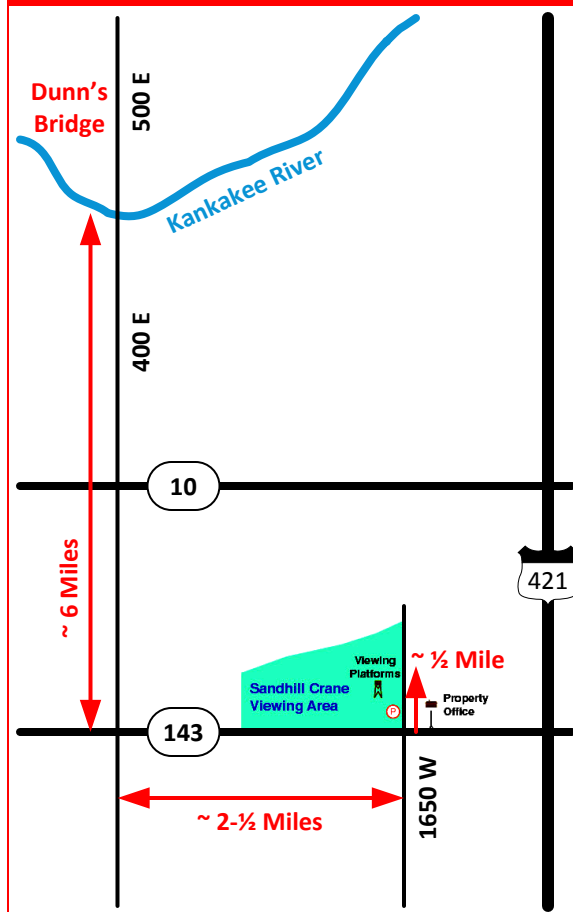 Dunn's
Bridge
500 E
Kankakee River
400 E
10
421
~ 6 Miles
Viewing
Platforms
~ ½ Mile
Sandhill Crane
Viewing Area
P
Property
Office
143
~ 2-½ Miles
1650 W